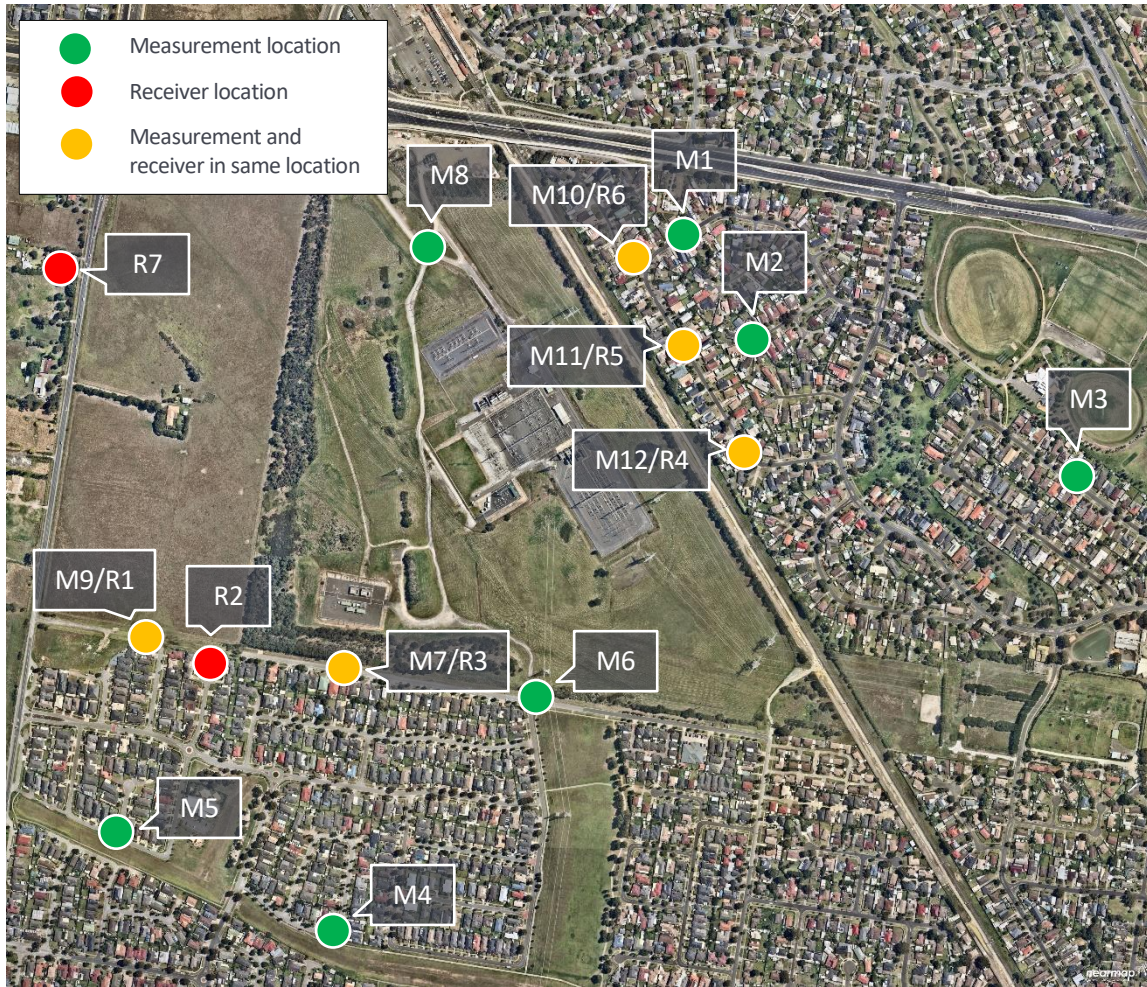 Measurement location
Receiver location
Measurement and
receiver in same location
M8
M1
M10/R6
M2
R7
M11/R5
M3
M12/R4
M9/R1
R2
M7/R3
M6
M5
M4
nearmap